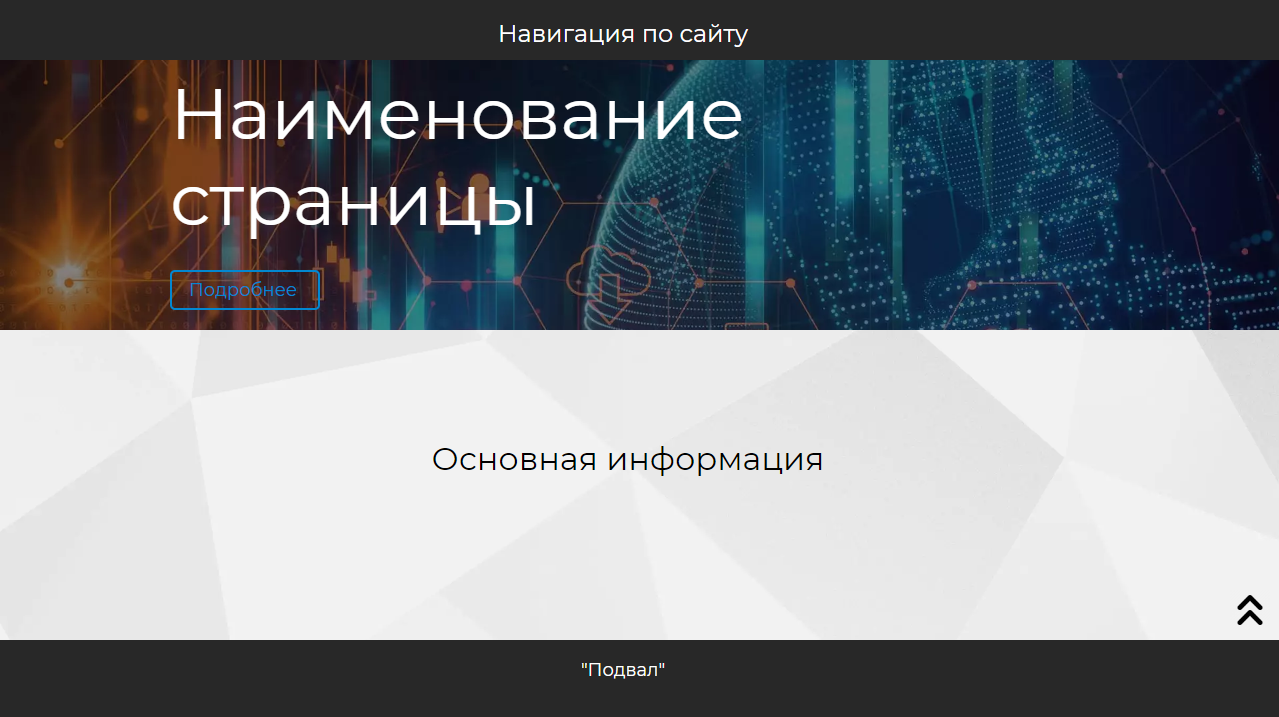 Навигация по сайту
Наименование
страницы
Подробнее
Основная информация
"Подвал"